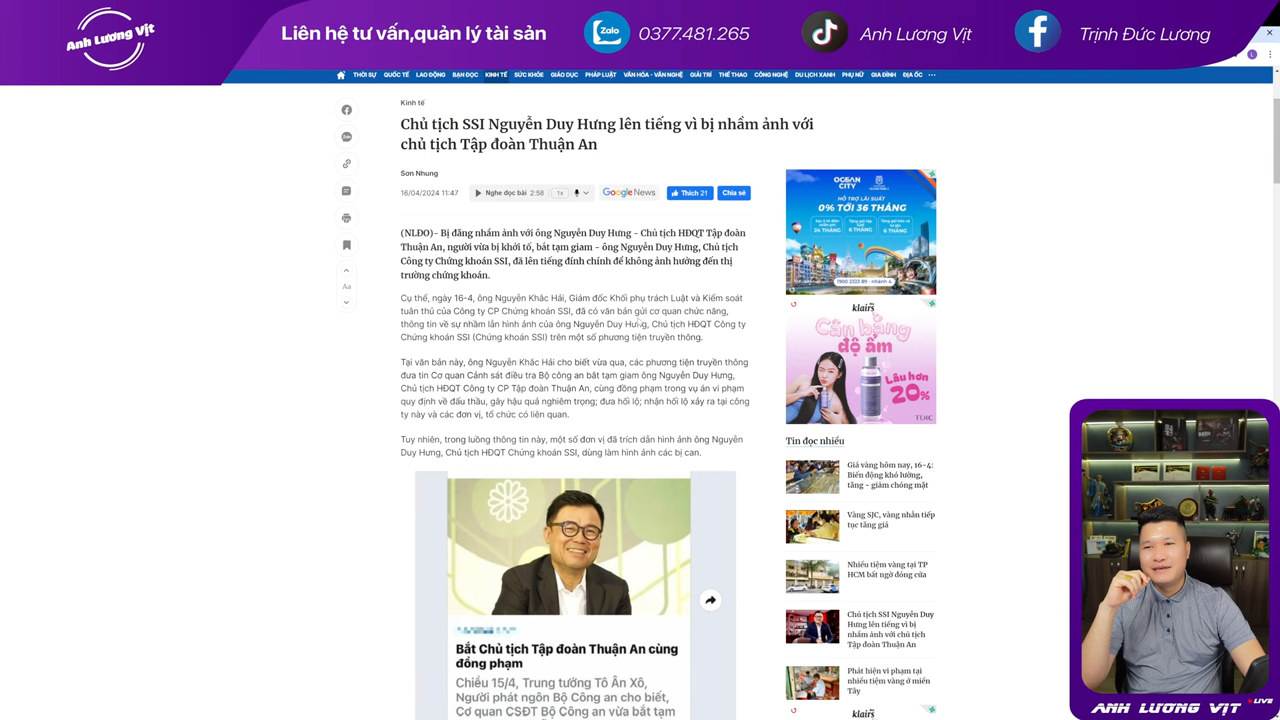 Anh Lương Vịt
Liên hệ tư vấn,quản lý tài sản
Zalo
0377.481.265
Anh Lương Vịt
Trịnh Đức Lương
THỜI SỰ QUỐC TẾ LAO ĐỘNG BẠN ĐỌC KINH TẾ SỨC KHỎE GIÁO DỤC PHÁP LUẬT VĂN HÓA - VĂN NGHỆ GIẢI TRÍ THỂ THAO CÔNG NGHỆ DU LỊCH XANH PHỤ NỮ GIA ĐÌNH ĐỊA ỐC ...
Kinh tế
Chủ tịch SSI Nguyễn Duy Hưng lên tiếng vì bị nhầm ảnh với
chủ tịch Tập đoàn Thuận An
Sơn Nhung
16/04/2024 11:47
Nghe đọc bài 2:58 1x
Google News
Thích 21
Chia sẻ
Zalo
Aa
(NLĐO)- Bị đăng nhầm ảnh với ông Nguyễn Duy Hưng - Chủ tịch HĐQT Tập đoàn
Thuận An, người vừa bị khởi tố, bắt tạm giam - ông Nguyễn Duy Hưng, Chủ tịch
Công ty Chứng khoán SSI, đã lên tiếng đính chính để không ảnh hưởng đến thị
trường chứng khoán.
Cụ thể, ngày 16-4, ông Nguyễn Khắc Hải, Giám đốc Khối phụ trách Luật và Kiểm soát
tuân thủ của Công ty CP Chứng khoán SSI, đã có văn bản gửi cơ quan chức năng,
thông tin về sự nhầm lẫn hình ảnh của ông Nguyễn Duy Hưng, Chủ tịch HĐQT Công ty
Chứng khoán SSI (Chứng khoán SSI) trên một số phương tiện truyền thông.
Tại văn bản này, ông Nguyễn Khắc Hải cho biết vừa qua, các phương tiện truyền thông
đưa tin Cơ quan Cảnh sát điều tra Bộ công an bắt tạm giam ông Nguyễn Duy Hưng,
Chủ tịch HĐQT Công ty CP Tập đoàn Thuận An, cùng đồng phạm trong vụ án vi phạm
quy định về đấu thầu, gây hậu quả nghiêm trọng; đưa hối lộ; nhận hối lộ xảy ra tại công
ty này và các đơn vị, tổ chức có liên quan.
Tuy nhiên, trong luồng thông tin này, một số đơn vị đã trích dẫn hình ảnh ông Nguyễn
Duy Hưng, Chủ tịch HĐQT Chứng khoán SSI, dùng làm hình ảnh các bị can.
Bắt Chủ tịch Tập đoàn Thuận An cùng
đồng phạm
Chiều 15/4, Trung tướng Tô Ân Xô,
Người phát ngôn Bộ Công an cho biết,
Cơ quan CSĐT Bộ Công an vừa bắt tạm
OCEAN
CITY
HỖ TRỢ LÃI SUẤT
0% TỚI 36 THÁNG
24 THÁNG
6 THÁNG
6 THÁNG
1900 2323 89 - nhánh 4
klairs
Cân bằng
độ ẩm
Lâu hơn
20%
Tin đọc nhiều
Giá vàng hôm nay, 16-4:
Biến động khó lường,
tăng - giảm chóng mặt
Vàng SJC, vàng nhẫn tiếp
tục tăng giá
Nhiều tiệm vàng tại TP
HCM bất ngờ đóng cửa
Chủ tịch SSI Nguyễn Duy
Hưng lên tiếng vì bị
nhầm ảnh với chủ tịch
Tập đoàn Thuận An
Phát hiện vi phạm tại
nhiều tiệm vàng ở miền
Tây
klairs
ANH LƯƠNG VỊT
LIVE